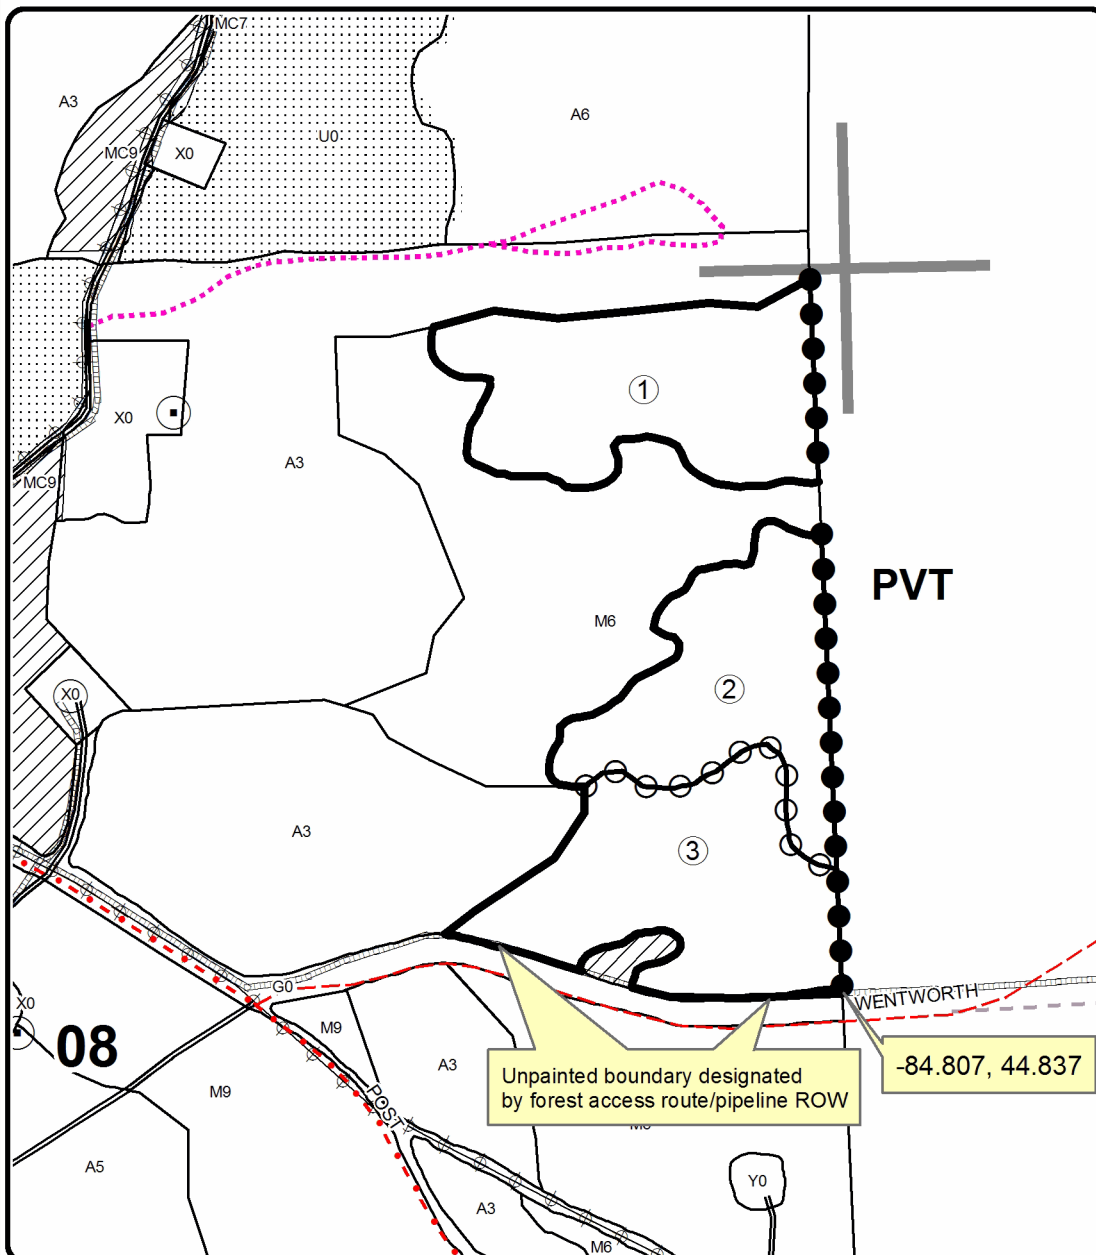 MC7
A3
A6
U0
MC9
X0
1
X0
A3
MC9
PVT
M6
2
X0
A3
3
G0
WENTWORTH
X0
08
M9
-84.807, 44.837
A3
Unpainted boundary designated
by forest access route/pipeline ROW
M9
POST
A5
Y0
A3
M6